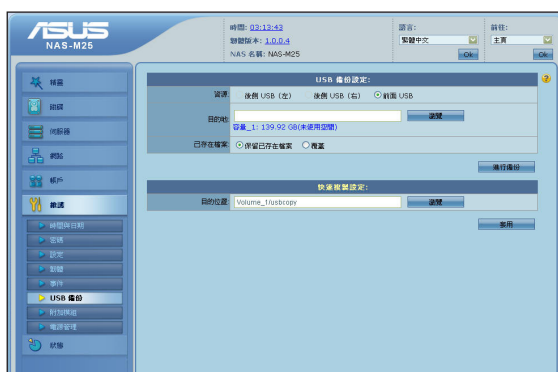 ASUS
NAS-M25
時間: 03:13:43
韌體版本: 1.0.0.4
NAS 名稱: NAS-M25
語言:
繁體中文
Ok
前往:
主頁
Ok
精靈
磁碟
伺服器
網路
帳戶
維護
時間與日期
密碼
設定
韌體
事件
USB 備份
附加模組
電源管理
狀態
USB 備份設定:
資源:
後側 USB (左)
後側 USB (右)
前面 USB
目的地:
瀏覽
容量_1: 139.92 GB(未使用空間)
已存在檔案:
保留已存在檔案
覆蓋
進行備份
快速複製設定:
目的位置:
Volume_1/usbcopy
瀏覽
套用